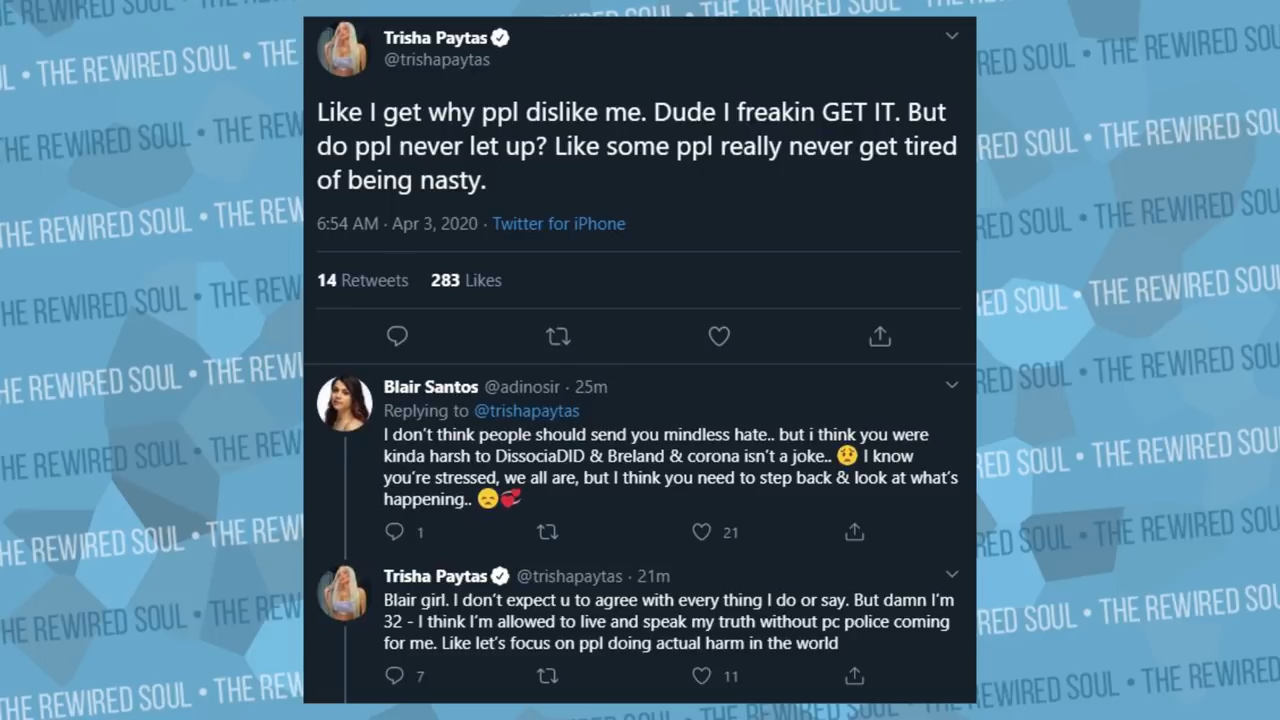 Trisha Paytas
@trishapaytas
Like I get why ppl dislike me. Dude I freakin GET IT. But
do ppl never let up? Like some ppl really never get tired
of being nasty.
6:54 AM · Apr 3, 2020 · Twitter for iPhone
14 Retweets 283 Likes
Blair Santos @adinosir · 25m
Replying to @trishapaytas
I don't think people should send you mindless hate.. but i think you were
kinda harsh to DissociaDID & Breland & corona isn't a joke.. 😢 I know
you're stressed, we all are, but I think you need to step back & look at what's
happening.. 😞💞
1 21
Trisha Paytas @trishapaytas · 21m
Blair girl. I don't expect u to agree with every thing I do or say. But damn I'm
32 - I think I'm allowed to live and speak my truth without pc police coming
for me. Like let's focus on ppl doing actual harm in the world
7 11
THE REWIRED SOUL • THE REWIRED SOUL